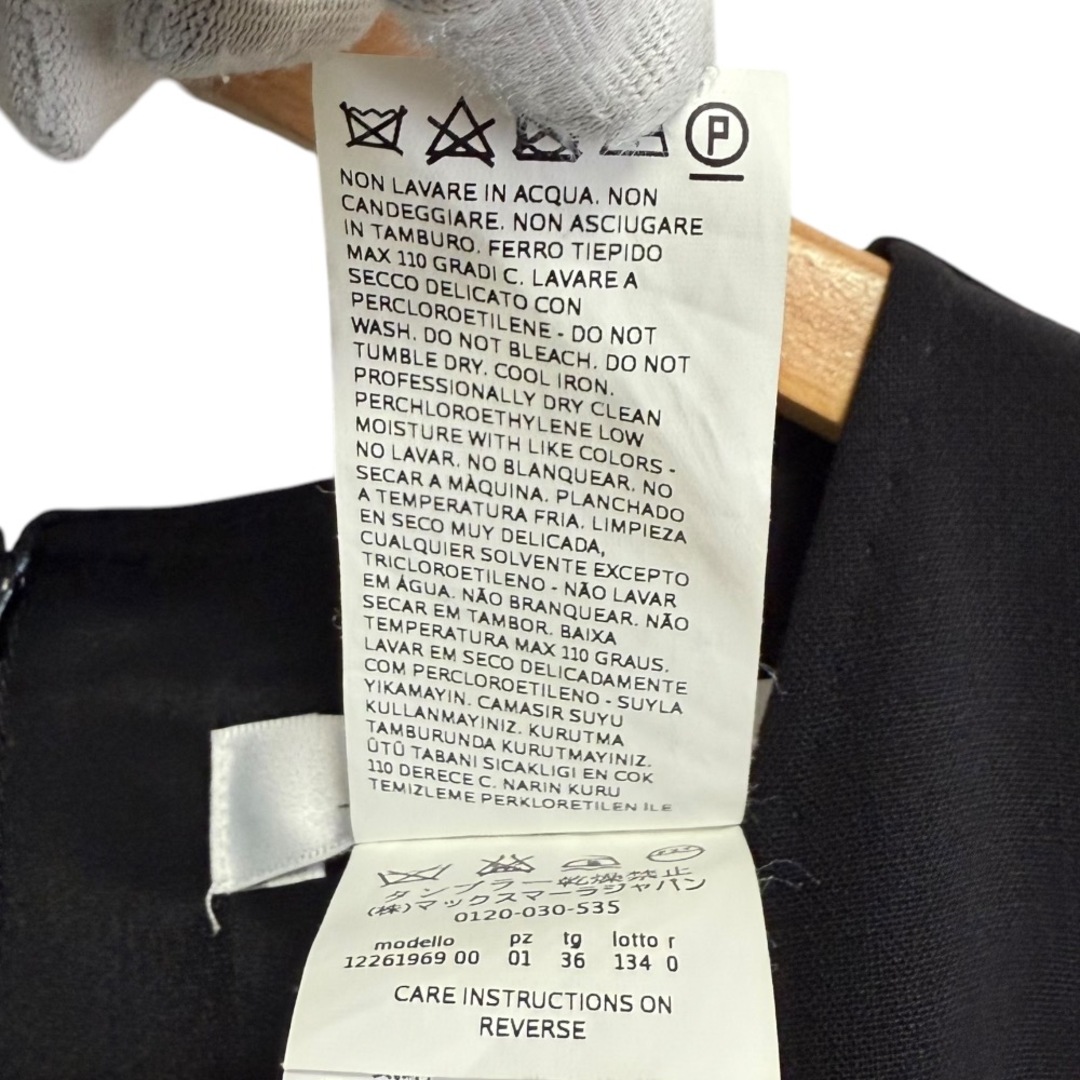 P
NON LAVARE IN ACQUA. NON
CANDEGGIARE. NON ASCIUGARE
IN TAMBURO. FERRO TIEPIDO
MAX 110 GRADI C. LAVARE A
SECCO DELICATO CON
PERCLOROETILENE - DO NOT
WASH. DO NOT BLEACH. DO NOT
TUMBLE DRY. COOL IRON.
PROFESSIONALLY DRY CLEAN
PERCHLOROETHYLENE LOW
MOISTURE WITH LIKE COLORS -
NO LAVAR. NO BLANQUEAR. NO
SECAR A MÀQUINA. PLANCHADO
A TEMPERATURA FRIA. LIMPIEZA
EN SECO MUY DELICADA,
CUALQUIER SOLVENTE EXCEPTO
TRICLOROETILENO - NÃO LAVAR
EM ÁGUA. NÃO BRANQUEAR. NÃO
SECAR EM TAMBOR. BAIXA
TEMPERATURA MAX 110 GRAUS.
LAVAR EM SECO DELICADAMENTE
COM PERCLOROETILENO - SUYLA
YIKAMAYIN. CAMASIR SUYU
KULLANMAYINIZ. KURUTMA
TAMBURUNDA KURUTMAYINIZ.
ÜTÜ TABANI SICAKLIGI EN COK
110 DERECE C. NARIN KURU
TEMIZLEME PERKLORETILEN ILE
タンブラー乾燥禁止
(株)マックスマーラジャパン
0120-030-535
modello pz tg lotto r
12261969 00 01 36 134 0
CARE INSTRUCTIONS ON
REVERSE